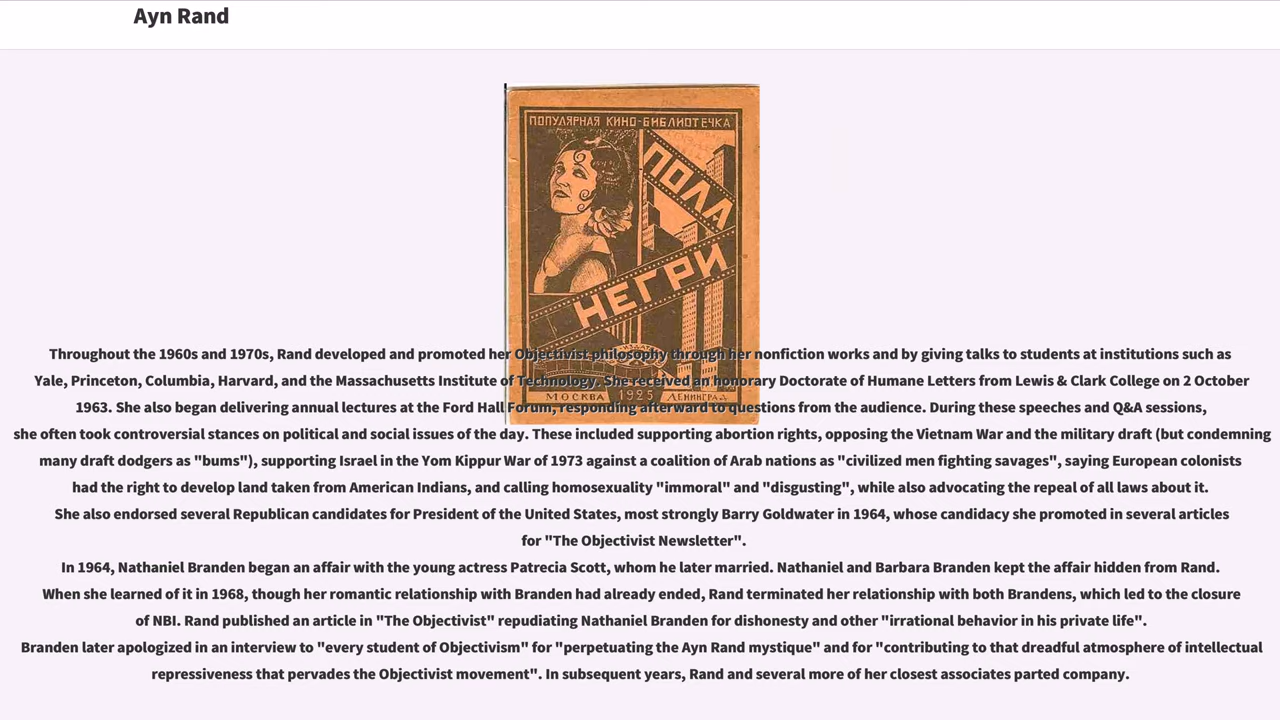 Ayn Rand
ПОПУЛЯРНАЯ КИНО-БИБЛИОТЕЧКА
ПОЛА
НЕГРИ
МОСКВА 1925 ЛЕНИНГРАД
Throughout the 1960s and 1970s, Rand developed and promoted her Objectivist philosophy through her nonfiction works and by giving talks to students at institutions such as
Yale, Princeton, Columbia, Harvard, and the Massachusetts Institute of Technology. She received an honorary Doctorate of Humane Letters from Lewis & Clark College on 2 October
1963. She also began delivering annual lectures at the Ford Hall Forum, responding afterward to questions from the audience. During these speeches and Q&A sessions,
she often took controversial stances on political and social issues of the day. These included supporting abortion rights, opposing the Vietnam War and the military draft (but condemning
many draft dodgers as "bums"), supporting Israel in the Yom Kippur War of 1973 against a coalition of Arab nations as "civilized men fighting savages", saying European colonists
had the right to develop land taken from American Indians, and calling homosexuality "immoral" and "disgusting", while also advocating the repeal of all laws about it.
She also endorsed several Republican candidates for President of the United States, most strongly Barry Goldwater in 1964, whose candidacy she promoted in several articles
for "The Objectivist Newsletter".
In 1964, Nathaniel Branden began an affair with the young actress Patrecia Scott, whom he later married. Nathaniel and Barbara Branden kept the affair hidden from Rand.
When she learned of it in 1968, though her romantic relationship with Branden had already ended, Rand terminated her relationship with both Brandens, which led to the closure
of NBI. Rand published an article in "The Objectivist" repudiating Nathaniel Branden for dishonesty and other "irrational behavior in his private life".
Branden later apologized in an interview to "every student of Objectivism" for "perpetuating the Ayn Rand mystique" and for "contributing to that dreadful atmosphere of intellectual
repressiveness that pervades the Objectivist movement". In subsequent years, Rand and several more of her closest associates parted company.